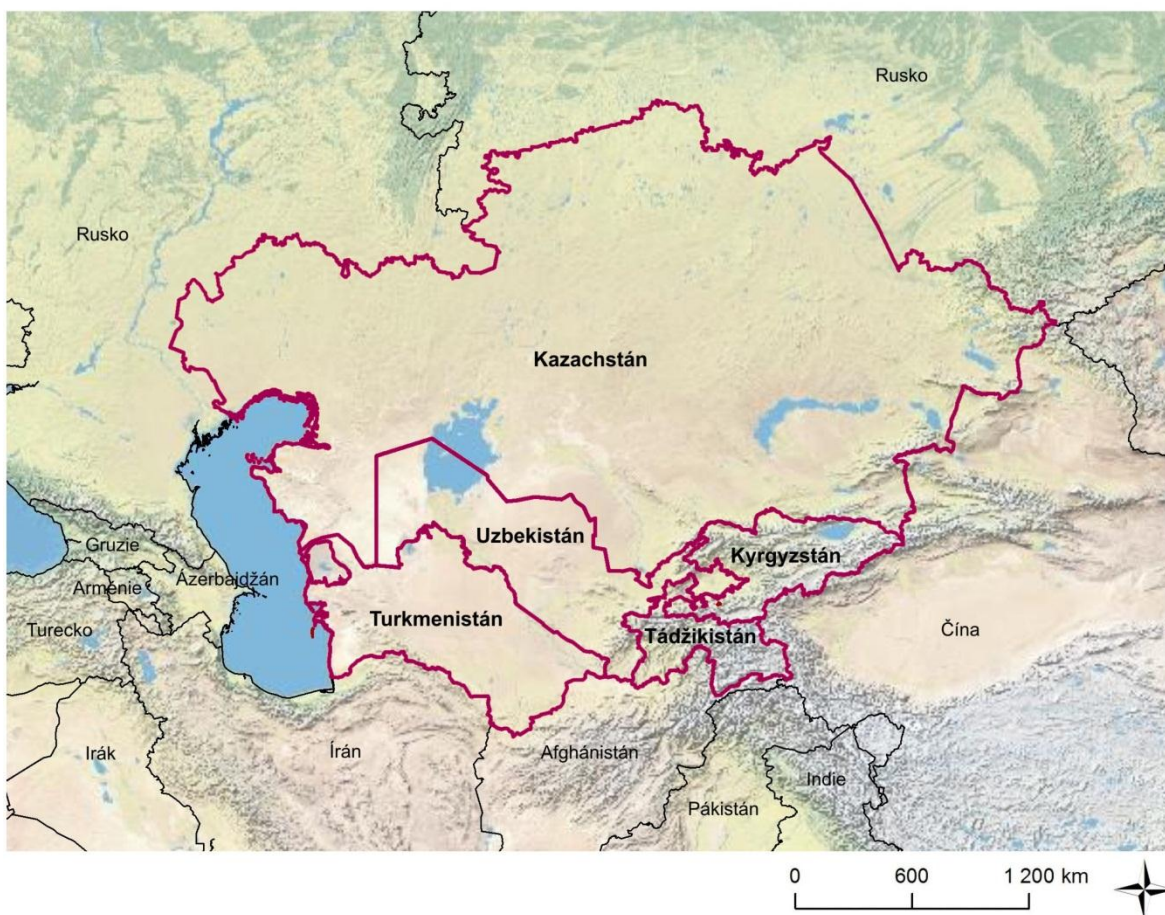 Rusko
Rusko
Kazachstán
Uzbekistán
Kyrgyzstán
Gruzie
Arménie
Azerbajdžán
Turkmenistán
Tádžikistán
Čína
Turecko
Irák
Írán
Afghánistán
Indie
Pákistán
0 600 1 200 km